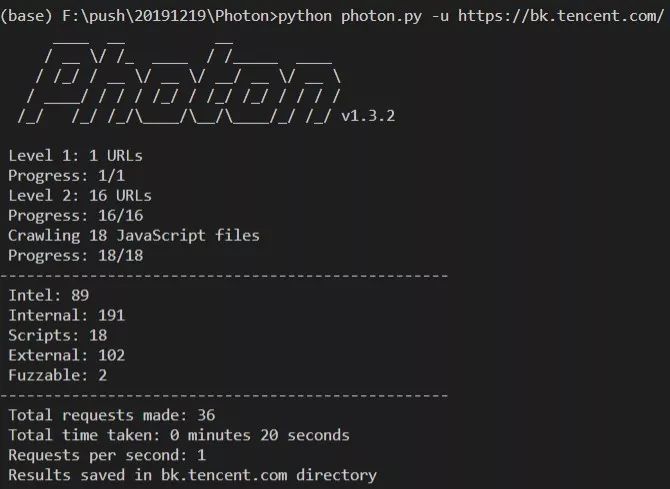 (base) F:\push\20191219\Photon>python photon.py -u https://bk.tencent.com/
Photon
v1.3.2
Level 1: 1 URLs
Progress: 1/1
Level 2: 16 URLs
Progress: 16/16
Crawling 18 JavaScript files
Progress: 18/18
--------------------------------------------------
Intel: 89
Internal: 191
Scripts: 18
External: 102
Fuzzable: 2
--------------------------------------------------
Total requests made: 36
Total time taken: 0 minutes 20 seconds
Requests per second: 1
Results saved in bk.tencent.com directory